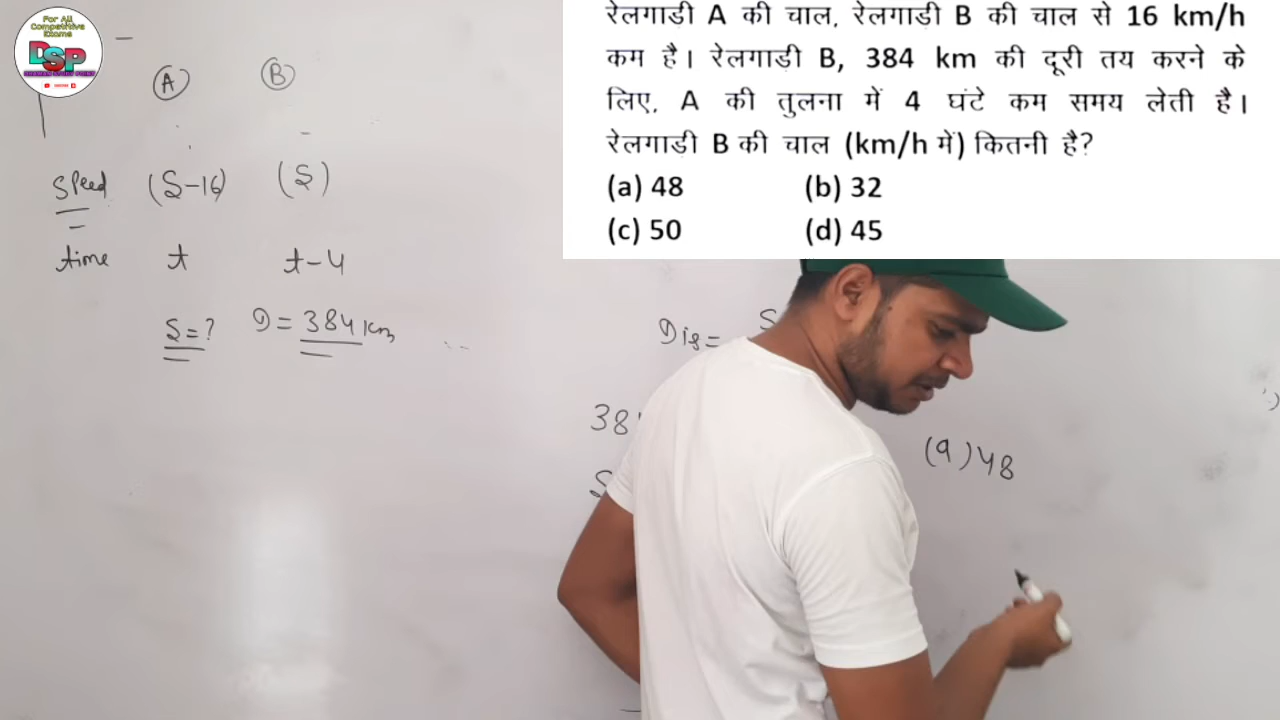 For All
Competitive
Exams
DSP
रेलगाडी A की चाल, रेलगाडी B की चाल से 16 km/h
कम है। रेलगाडी B, 384 km की दूरी तय करने के
लिए, A की तुलना में 4 घंटे कम समय लेती है।
रेलगाडी B की चाल (km/h में) कितनी है?
(a) 48 (b) 32
(c) 50 (d) 45
A B
Speed (S-16) (S)
time t t-4
S=? D= 384 km
Dis= S
38
S
(a) 48